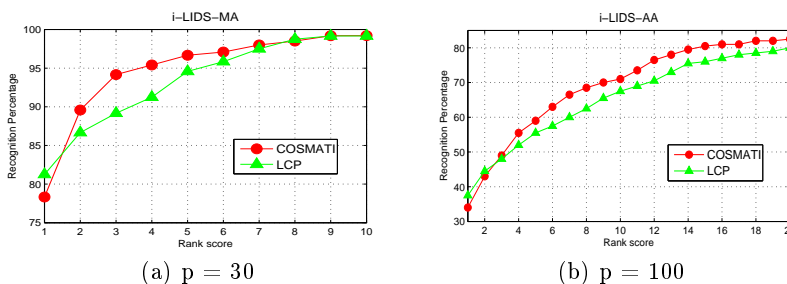 i-LIDS-MA
Recognition Percentage
100
95
90
85
80
75
1 2 3 4 5 6 7 8 9 10
Rank score
COSMATI
LCP
(a) p = 30
i-LIDS-AA
Recognition Percentage
80
70
60
50
40
30
2 4 6 8 10 12 14 16 18
Rank score
COSMATI
LCP
(b) p = 100